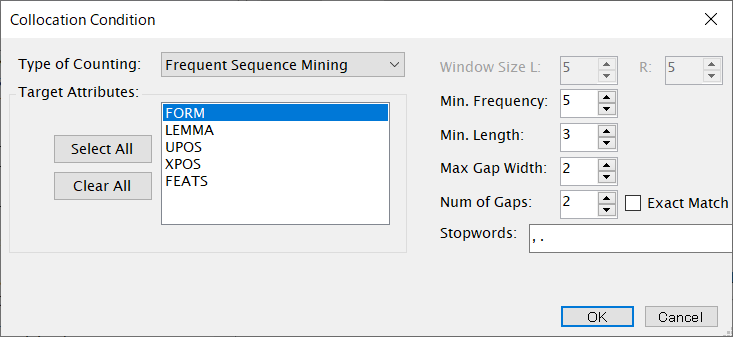 Collocation Condition
Type of Counting: Frequent Sequence Mining
Target Attributes:
FORM
LEMMA
UPOS
XPOS
FEATS
Select All
Clear All
Window Size L: 5 R: 5
Min. Frequency: 5
Min. Length: 3
Max Gap Width: 2
Num of Gaps: 2 Exact Match
Stopwords: , .
OK Cancel